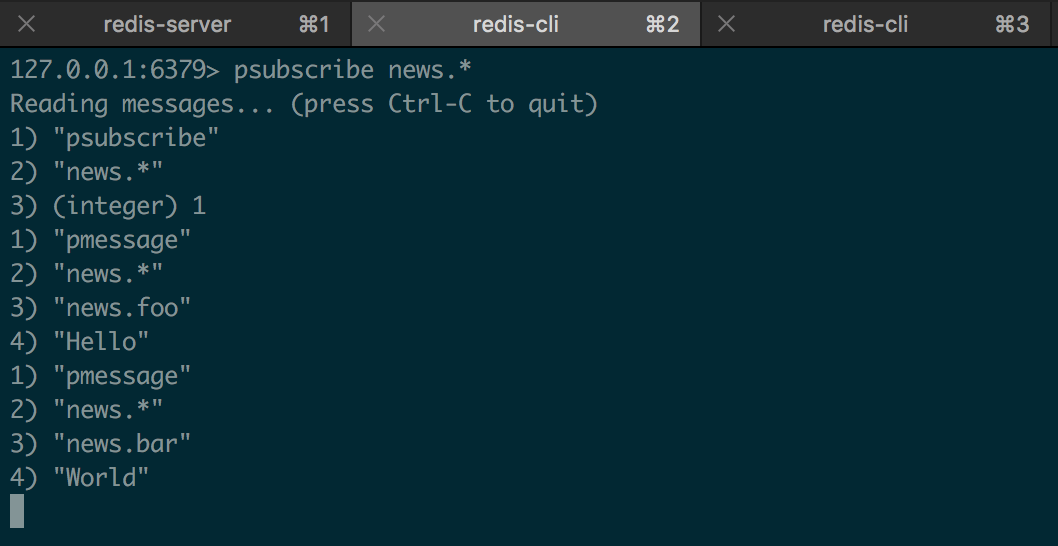 redis-server ⌘1 redis-cli ⌘2 redis-cli ⌘3
127.0.0.1:6379> psubscribe news.*
Reading messages... (press Ctrl-C to quit)
1) "psubscribe"
2) "news.*"
3) (integer) 1
1) "pmessage"
2) "news.*"
3) "news.foo"
4) "Hello"
1) "pmessage"
2) "news.*"
3) "news.bar"
4) "World"